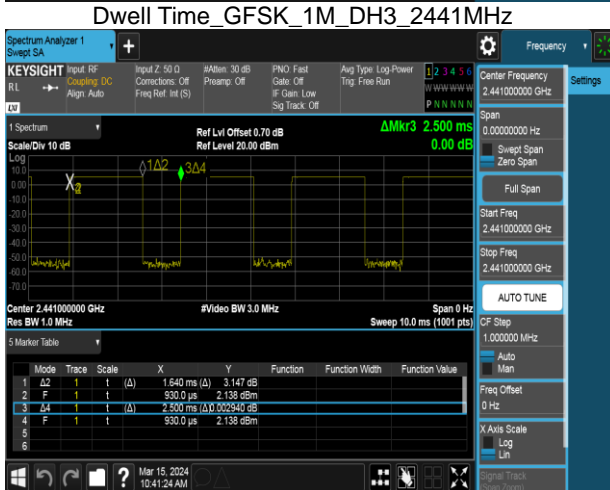 Dwell Time_GFSK_1M_DH3_2441MHz
Spectrum Analyzer 1
Swept SA
+
Frequency
KEYSIGHT
RL
Input: RF
Coupling: DC
Align: Auto
Input Z: 50 Ω
Corrections: Off
Freq Ref: Int (S)
#Atten: 30 dB
Preamp: Off
PNO: Fast
Gate: Off
IF Gain: Low
Sig Track: Off
Avg Type: Log-Power
Trig: Free Run
1 2 3 4 5 6
W W W W W W
P N N N N N
LXI
1 Spectrum
Scale/Div 10 dB
Ref Lvl Offset 0.70 dB
Ref Level 20.00 dBm
ΔMkr3 2.500 ms
0.00 dB
Log
10.0
0.00
-10.0
-20.0
-30.0
-40.0
-50.0
-60.0
-70.0
1Δ2
3Δ4
Center 2.441000000 GHz
Res BW 1.0 MHz
#Video BW 3.0 MHz
Span 0 Hz
Sweep 10.0 ms (1001 pts)
5 Marker Table
Mode Trace Scale X Y Function Function Width Function Value
1 Δ2 1 t (Δ) 1.640 ms (Δ) 3.147 dB
2 F 1 t 930.0 µs 2.138 dBm
3 Δ4 1 t (Δ) 2.500 ms (Δ) 0.002940 dB
4 F 1 t 930.0 µs 2.138 dBm
5
6
Mar 15, 2024
10:41:24 AM
?
Center Frequency
2.441000000 GHz
Settings
Span
0.00000000 Hz
Swept Span
Zero Span
Full Span
Start Freq
2.441000000 GHz
Stop Freq
2.441000000 GHz
AUTO TUNE
CF Step
1.000000 MHz
Auto
Man
Freq Offset
0 Hz
X Axis Scale
Log
Lin
Signal Track
(Span Zoom)